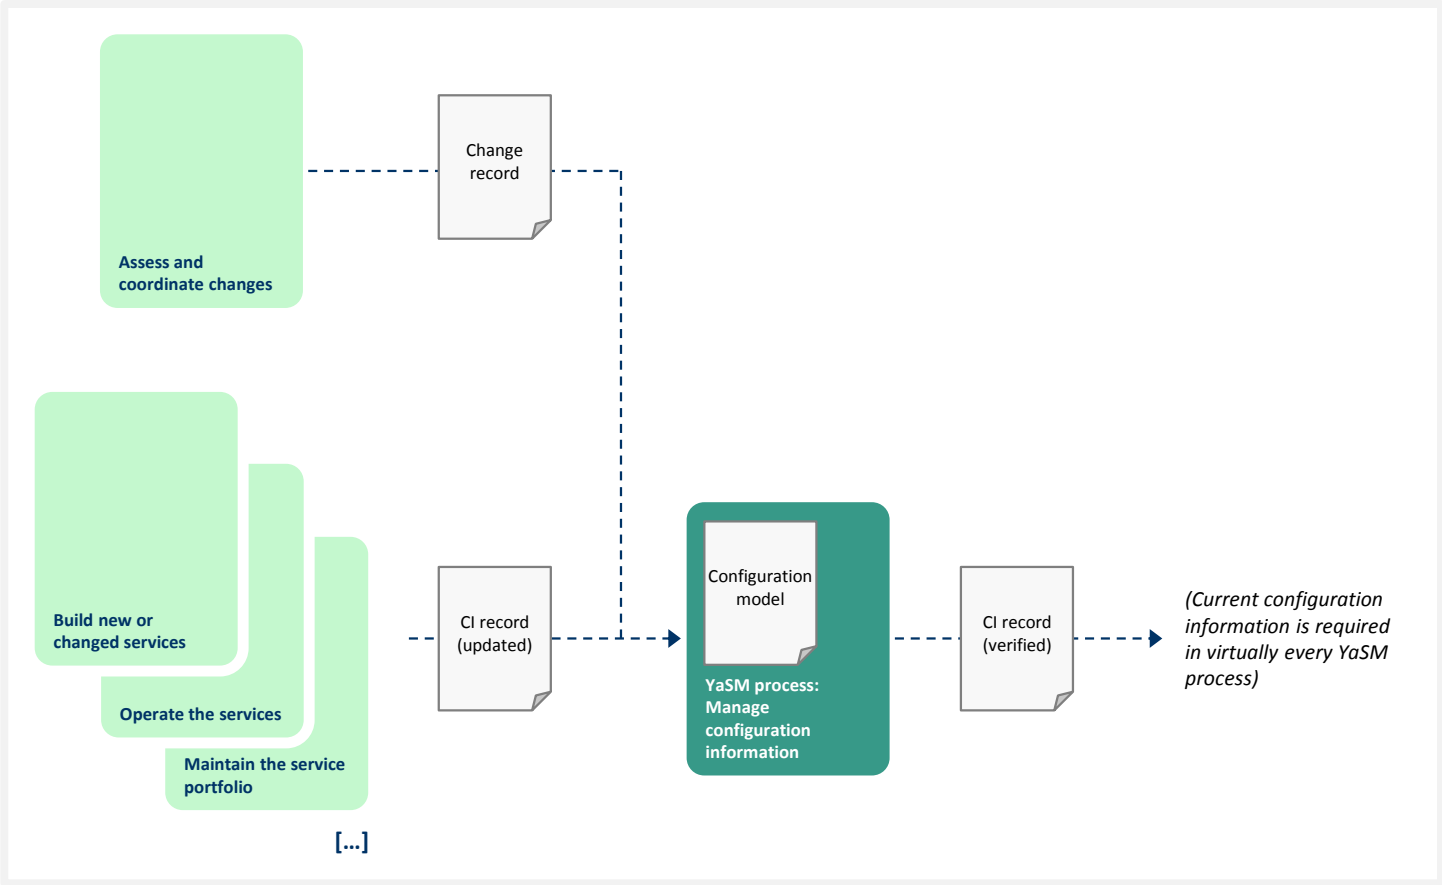 Change
record
Assess and
coordinate changes
Build new or
changed services
Operate the services
Maintain the service
portfolio
[...]
CI record
(updated)
Configuration
model
YaSM process:
Manage
configuration
information
CI record
(verified)
(Current configuration
information is required
in virtually every YaSM
process)